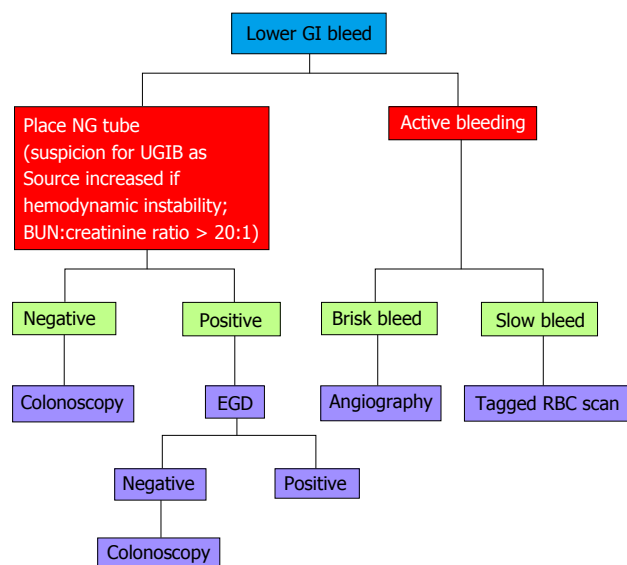 Lower GI bleed
Place NG tube
(suspicion for UGIB as
Source increased if
hemodynamic instability;
BUN:creatinine ratio > 20:1)
Active bleeding
Negative
Positive
Brisk bleed
Slow bleed
Colonoscopy
EGD
Angiography
Tagged RBC scan
Negative
Positive
Colonoscopy